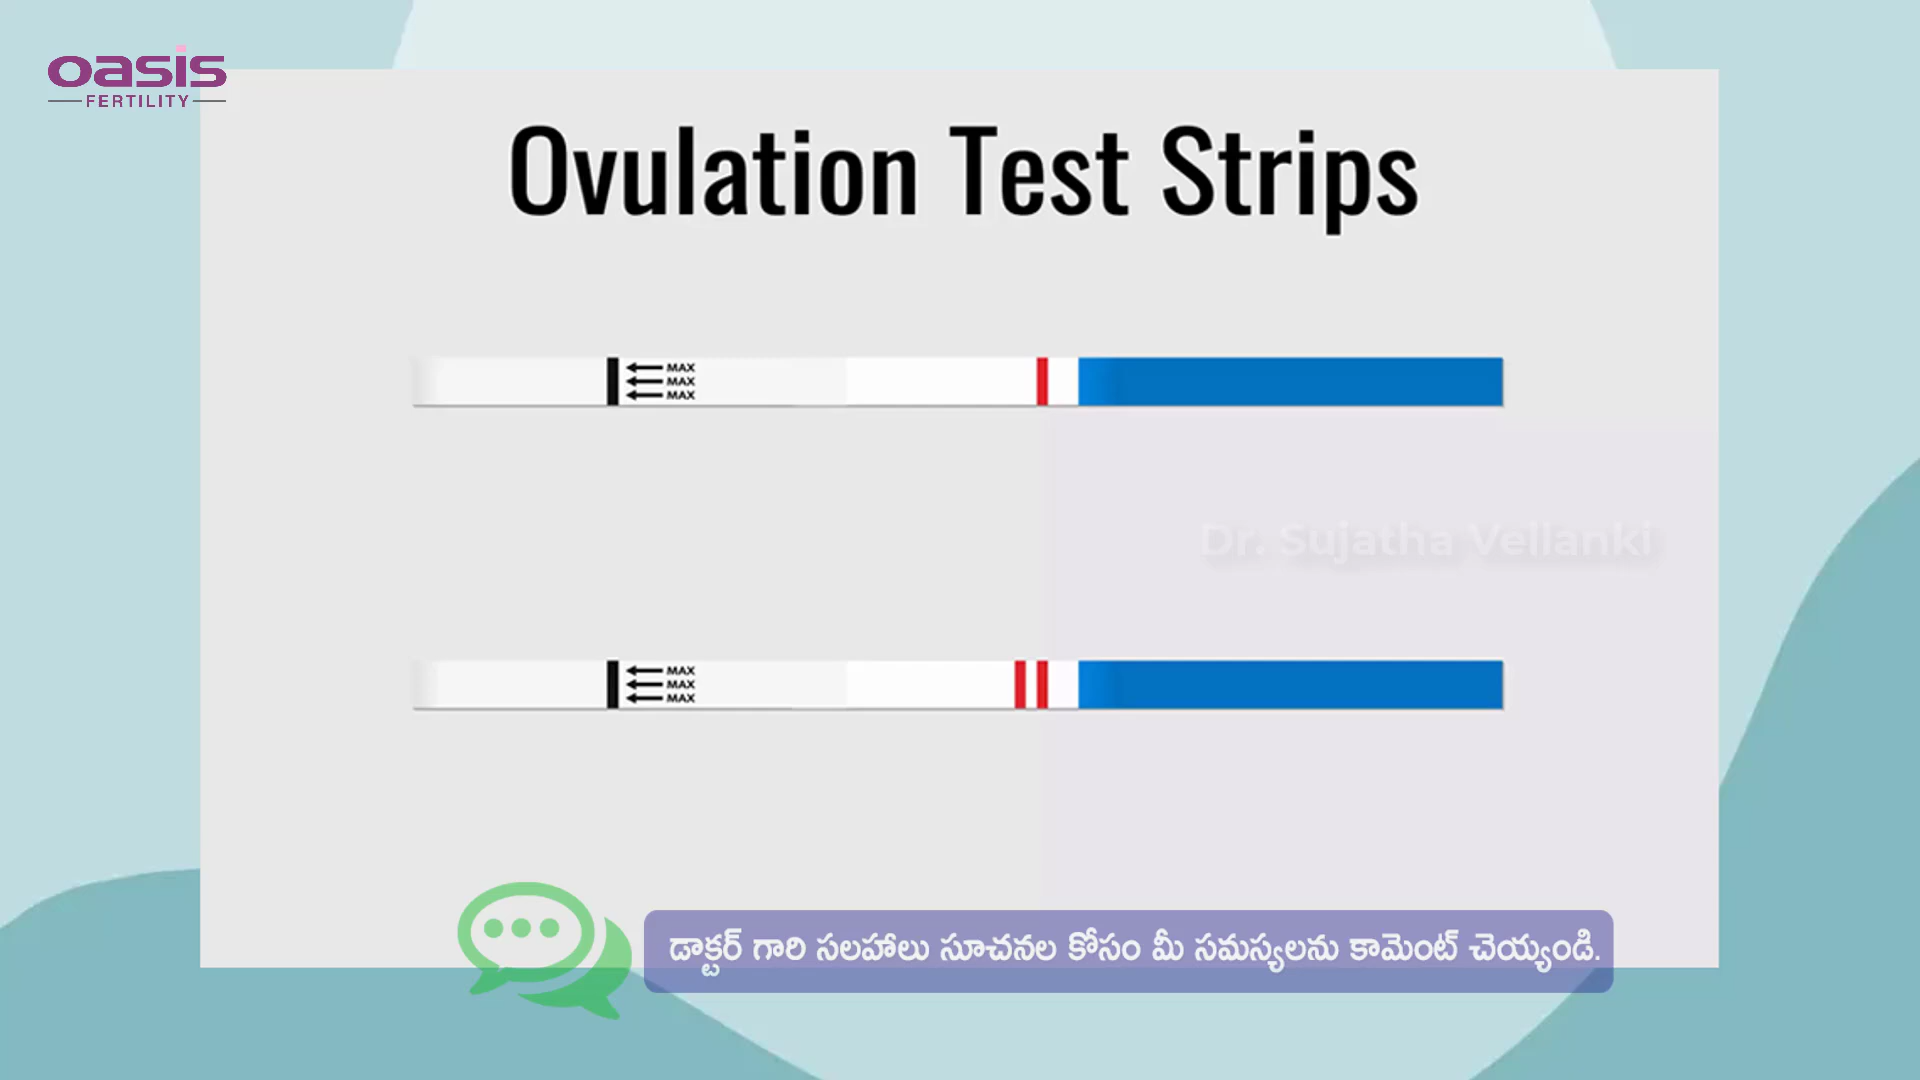 oasis
FERTILITY
Ovulation Test Strips
MAX
MAX
MAX
Dr. Sujatha Vellanki
MAX
MAX
MAX
డాక్టర్ గారి సలహాలు సూచనల కోసం మీ సమస్యలను కామెంట్ చెయ్యండి.